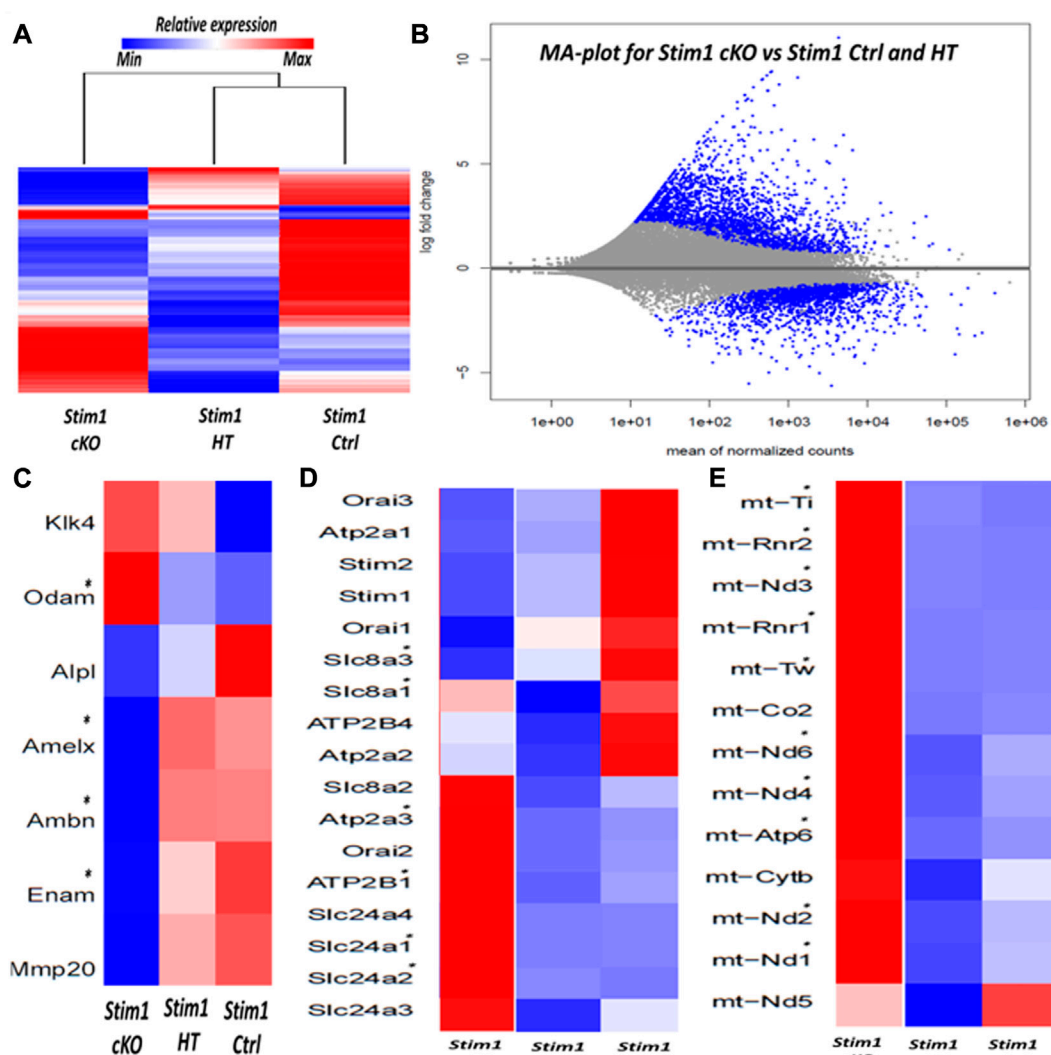 A
Relative expression
Min
Max
Stim1
cKO
Stim1
HT
Stim1
Ctrl
B
MA-plot for Stim1 cKO vs Stim1 Ctrl and HT
log fold change
10
5
0
−5
1e+00
1e+01
1e+02
1e+03
1e+04
1e+05
1e+06
mean of normalized counts
C
Klk4
Odam*
Alpl
Amelx*
Ambn*
Enam*
Mmp20
Stim1
cKO
Stim1
HT
Stim1
Ctrl
D
Orai3
Atp2a1
Stim2
Stim1
Orai1
Slc8a3*
Slc8a1*
ATP2B4
Atp2a2
Slc8a2
Atp2a3*
Orai2
ATP2B1*
Slc24a4
Slc24a1*
Slc24a2*
Slc24a3
Stim1
Stim1
Stim1
E
mt−Ti*
mt−Rnr2*
mt−Nd3*
mt−Rnr1*
mt−Tw*
mt−Co2
mt−Nd6*
mt−Nd4*
mt−Atp6*
mt−Cytb
mt−Nd2*
mt−Nd1*
mt−Nd5
Stim1
Stim1
Stim1